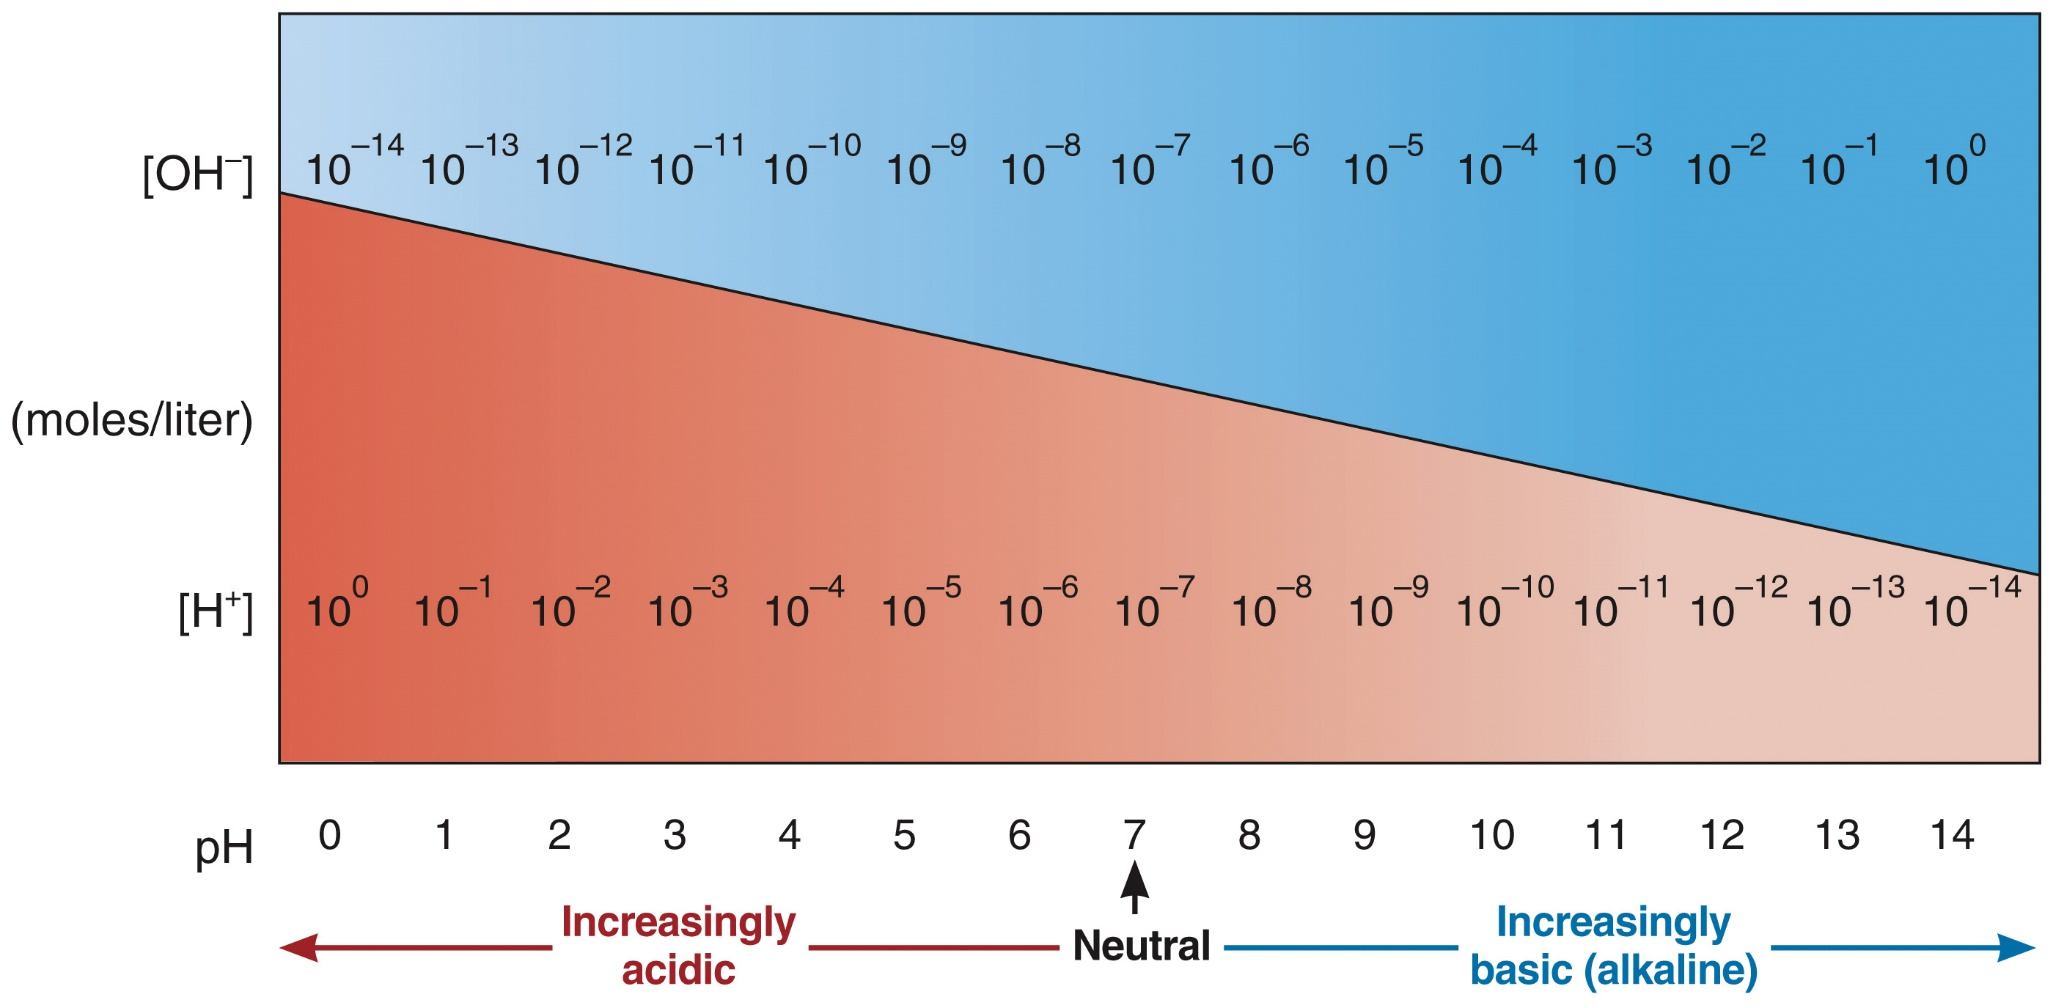 [OH⁻] 10⁻¹⁴ 10⁻¹³ 10⁻¹² 10⁻¹¹ 10⁻¹⁰ 10⁻⁹ 10⁻⁸ 10⁻⁷ 10⁻⁶ 10⁻⁵ 10⁻⁴ 10⁻³ 10⁻² 10⁻¹ 10⁰
(moles/liter)
[H⁺] 10⁰ 10⁻¹ 10⁻² 10⁻³ 10⁻⁴ 10⁻⁵ 10⁻⁶ 10⁻⁷ 10⁻⁸ 10⁻⁹ 10⁻¹⁰ 10⁻¹¹ 10⁻¹² 10⁻¹³ 10⁻¹⁴
pH 0 1 2 3 4 5 6 7 8 9 10 11 12 13 14
Increasingly
acidic
Neutral
Increasingly
basic (alkaline)